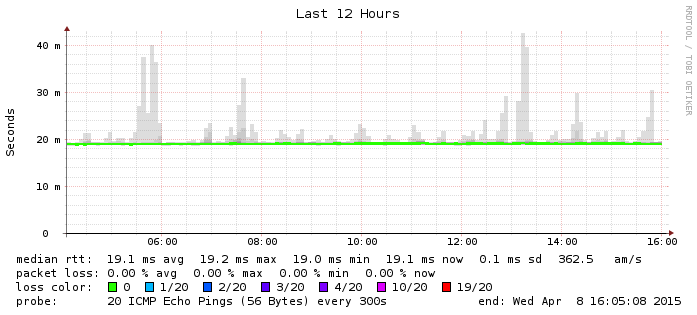 Last 12 Hours
RRDTOOL / TOBI OETIKER
Seconds
40 m
30 m
20 m
10 m
0
06:00 08:00 10:00 12:00 14:00 16:00
median rtt: 19.1 ms avg 19.2 ms max 19.0 ms min 19.1 ms now 0.1 ms sd 362.5 am/s
packet loss: 0.00 % avg 0.00 % max 0.00 % min 0.00 % now
loss color: 0 1/20 2/20 3/20 4/20 10/20 19/20
probe: 20 ICMP Echo Pings (56 Bytes) every 300s end: Wed Apr 8 16:05:08 2015